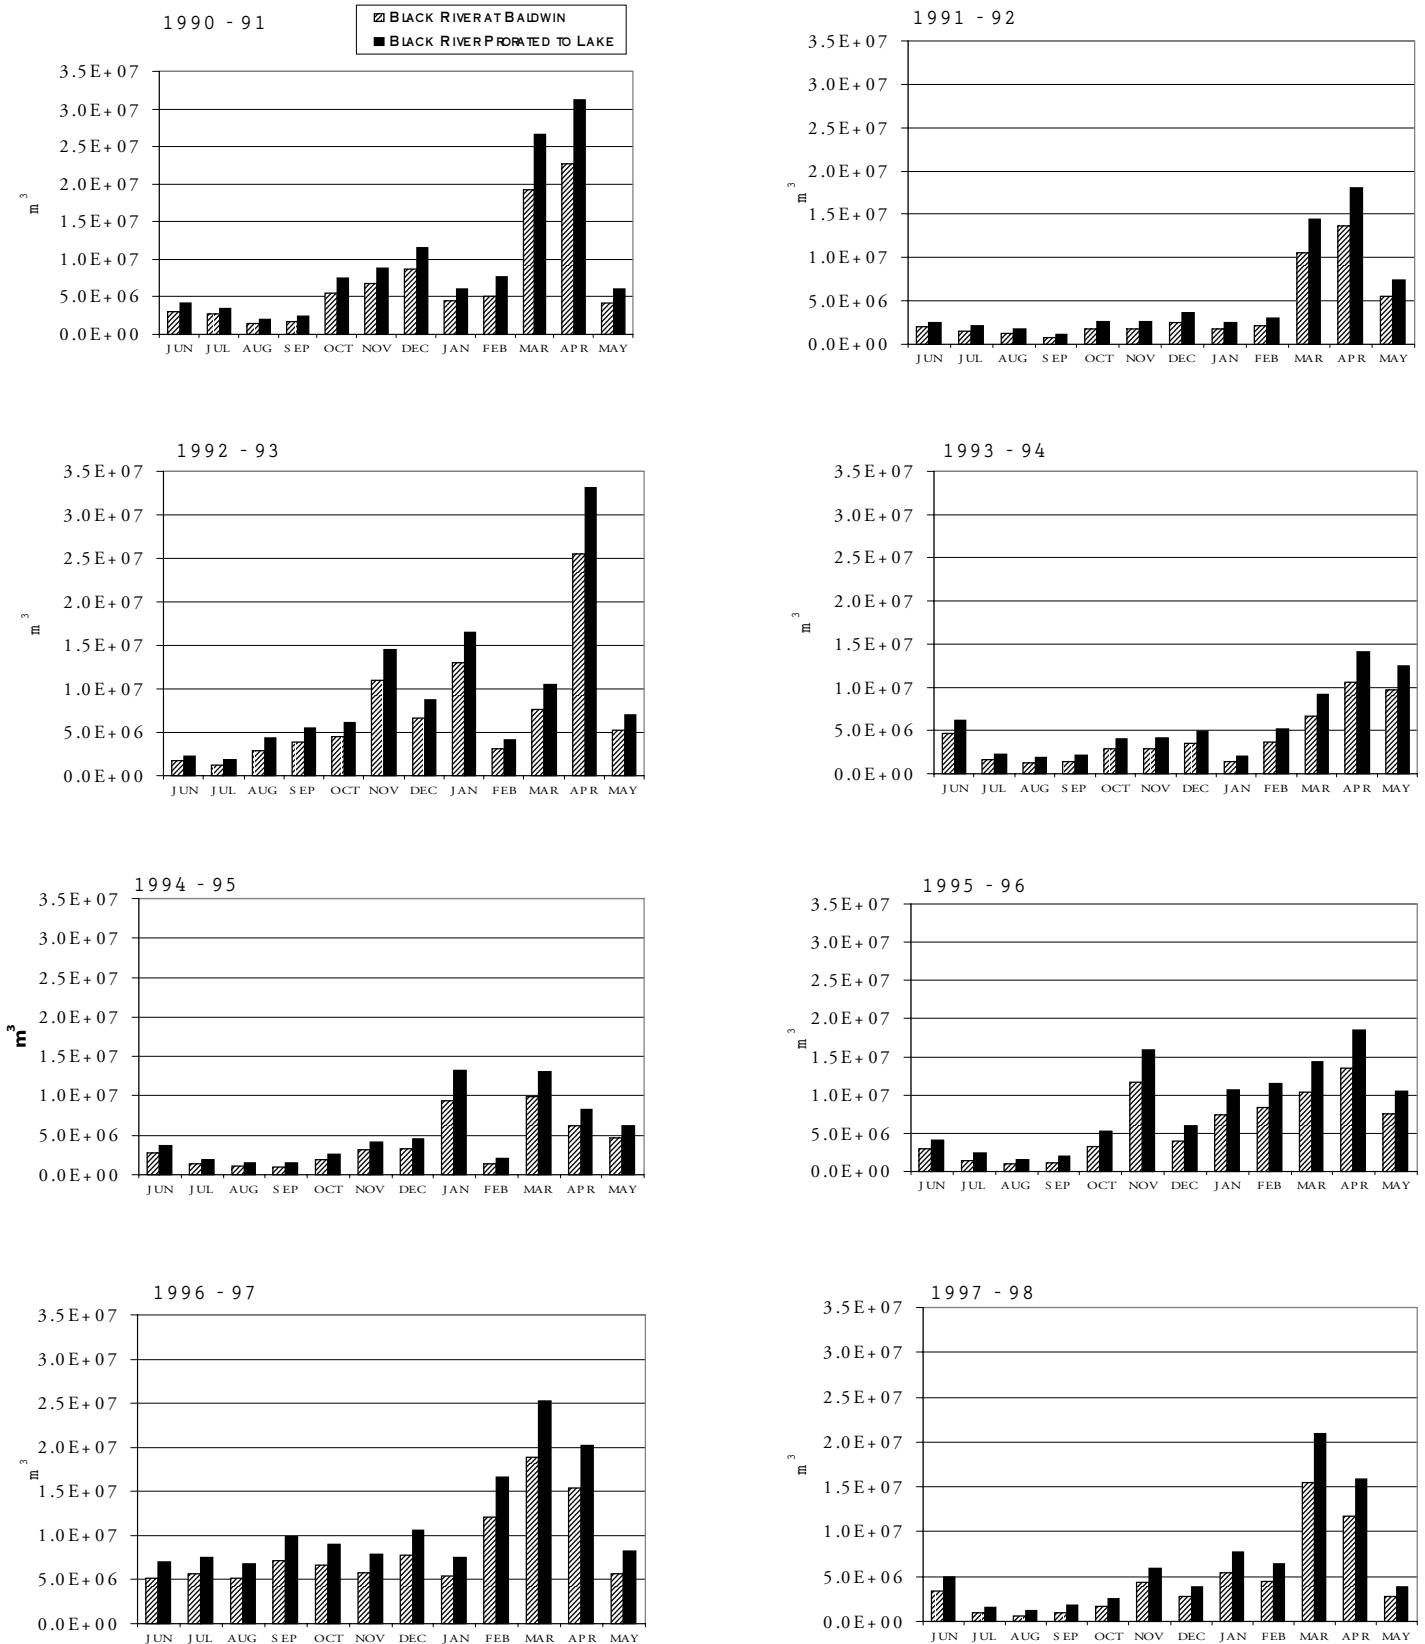 1990 - 91
BLACK RIVER AT BALDWIN
BLACK RIVER PRORATED TO LAKE
3.5E+07
3.0E+07
2.5E+07
2.0E+07
1.5E+07
1.0E+07
5.0E+06
0.0E+00
m³
JUN JUL AUG SEP OCT NOV DEC JAN FEB MAR APR MAY
1991 - 92
3.5E+07
3.0E+07
2.5E+07
2.0E+07
1.5E+07
1.0E+07
5.0E+06
0.0E+00
m³
JUN JUL AUG SEP OCT NOV DEC JAN FEB MAR APR MAY
1992 - 93
3.5E+07
3.0E+07
2.5E+07
2.0E+07
1.5E+07
1.0E+07
5.0E+06
0.0E+00
m³
JUN JUL AUG SEP OCT NOV DEC JAN FEB MAR APR MAY
1993 - 94
3.5E+07
3.0E+07
2.5E+07
2.0E+07
1.5E+07
1.0E+07
5.0E+06
0.0E+00
m³
JUN JUL AUG SEP OCT NOV DEC JAN FEB MAR APR MAY
1994 - 95
3.5E+07
3.0E+07
2.5E+07
2.0E+07
1.5E+07
1.0E+07
5.0E+06
0.0E+00
m³
JUN JUL AUG SEP OCT NOV DEC JAN FEB MAR APR MAY
1995 - 96
3.5E+07
3.0E+07
2.5E+07
2.0E+07
1.5E+07
1.0E+07
5.0E+06
0.0E+00
m³
JUN JUL AUG SEP OCT NOV DEC JAN FEB MAR APR MAY
1996 - 97
3.5E+07
3.0E+07
2.5E+07
2.0E+07
1.5E+07
1.0E+07
5.0E+06
0.0E+00
m³
JUN JUL AUG SEP OCT NOV DEC JAN FEB MAR APR MAY
1997 - 98
3.5E+07
3.0E+07
2.5E+07
2.0E+07
1.5E+07
1.0E+07
5.0E+06
0.0E+00
m³
JUN JUL AUG SEP OCT NOV DEC JAN FEB MAR APR MAY